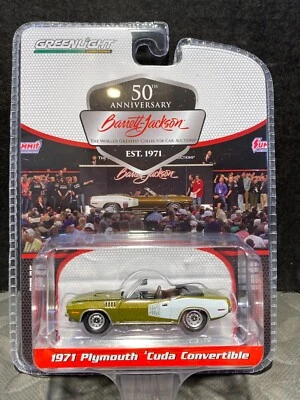 GREENLIGHT
50TH
ANNIVERSARY
Barrett-Jackson
THE WORLD'S GREATEST COLLECTOR CAR AUCTIONS
EST. 1971
SUMMIT
Barrett-Jackson
1971 Plymouth 'Cuda Convertible